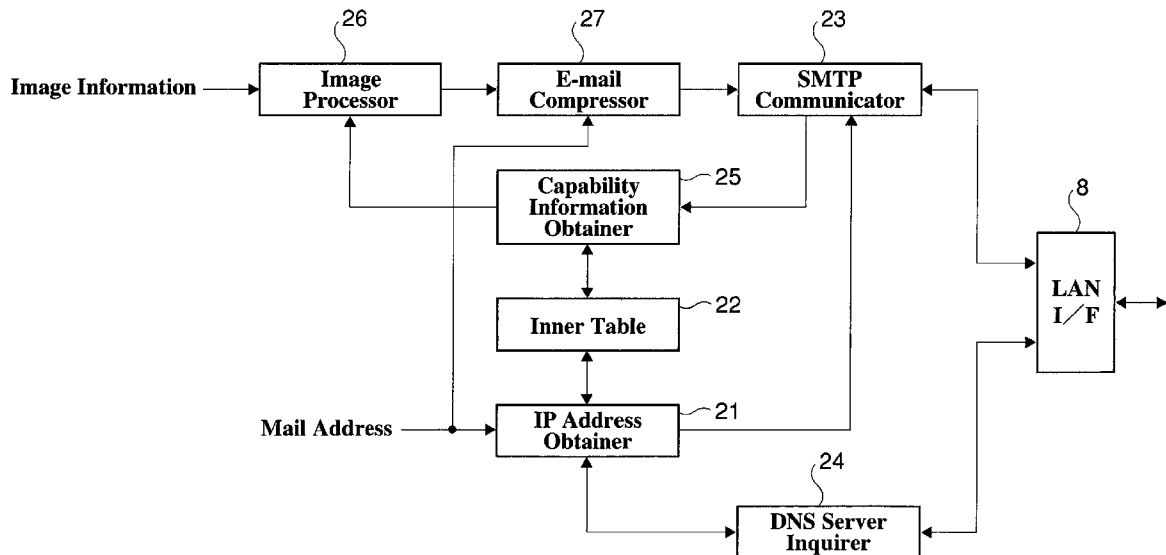 26
27
23
Image Information
Image
Processor
E-mail
Compressor
SMTP
Communicator
25
Capability
Information
Obtainer
8
LAN
I/F
22
Inner Table
21
Mail Address
IP Address
Obtainer
24
DNS Server
Inquirer